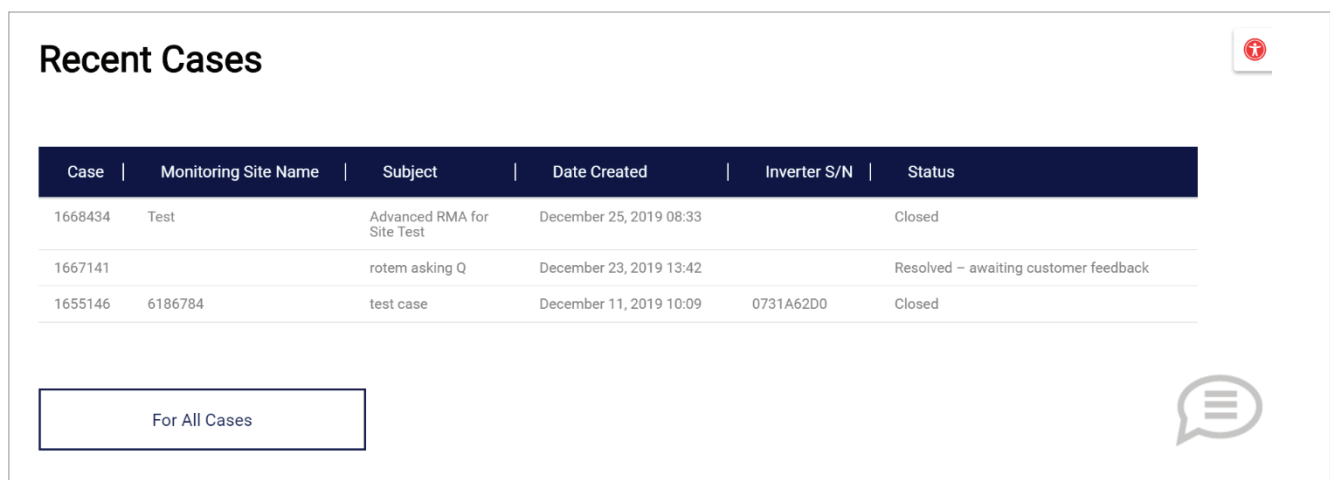 Recent Cases
Case | Monitoring Site Name | Subject | Date Created | Inverter S/N | Status
1668434 Test Advanced RMA for Site Test December 25, 2019 08:33 Closed
1667141 rotem asking Q December 23, 2019 13:42 Resolved – awaiting customer feedback
1655146 6186784 test case December 11, 2019 10:09 0731A62D0 Closed
For All Cases